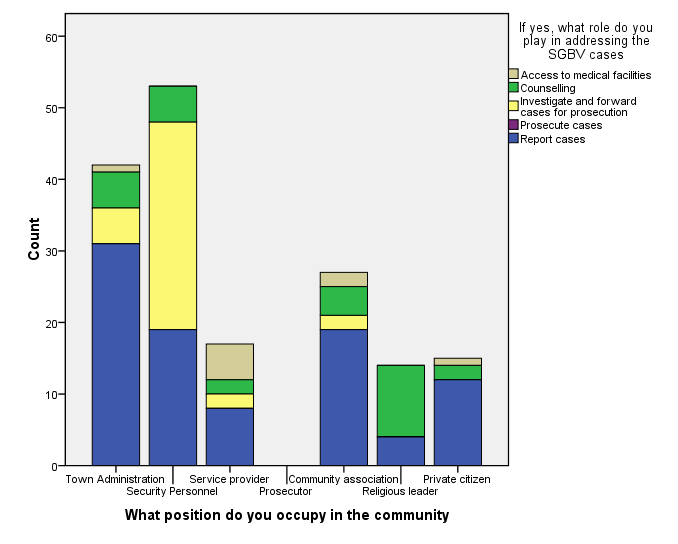 If yes, what role do you
play in addressing the
SGBV cases
Access to medical facilities
Counselling
Investigate and forward
cases for prosecution
Prosecute cases
Report cases
60
50
40
30
20
10
0
Count
Town Administration
Security Personnel
Service provider
Prosecutor
Community association
Religious leader
Private citizen
What position do you occupy in the community